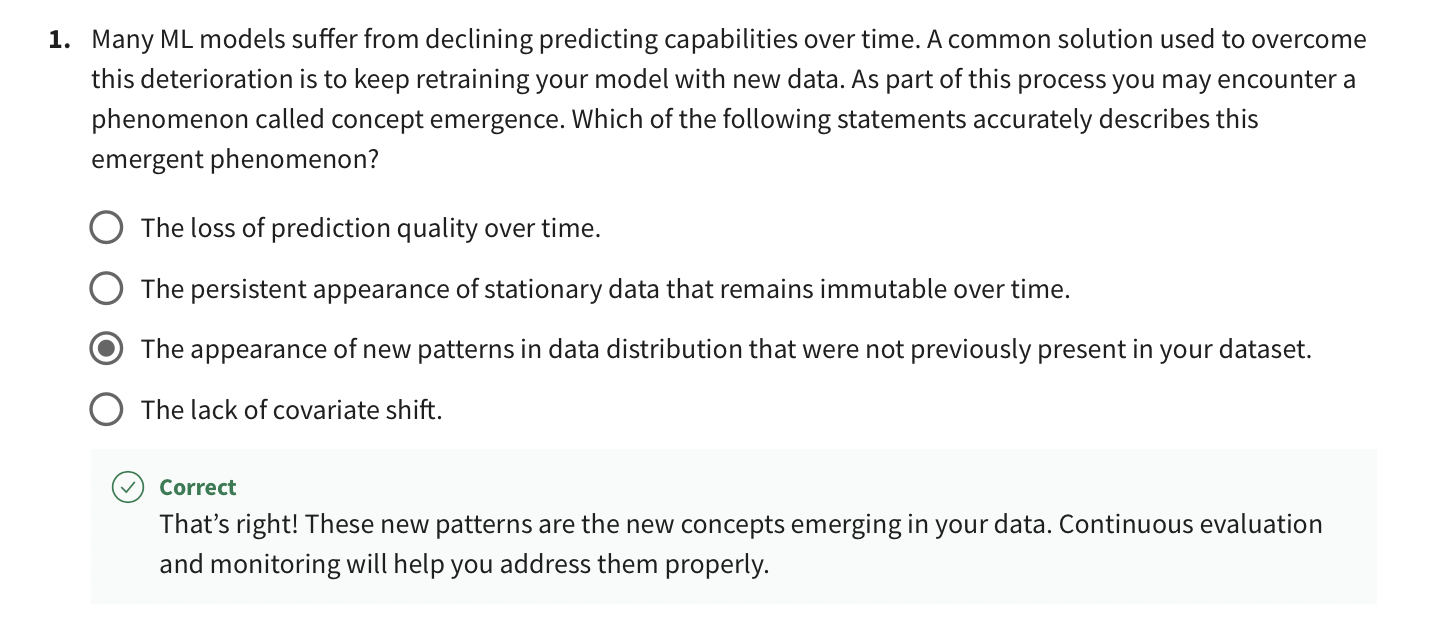 1. Many ML models suffer from declining predicting capabilities over time. A common solution used to overcome
this deterioration is to keep retraining your model with new data. As part of this process you may encounter a
phenomenon called concept emergence. Which of the following statements accurately describes this
emergent phenomenon?
The loss of prediction quality over time.
The persistent appearance of stationary data that remains immutable over time.
The appearance of new patterns in data distribution that were not previously present in your dataset.
The lack of covariate shift.
Correct
That’s right! These new patterns are the new concepts emerging in your data. Continuous evaluation
and monitoring will help you address them properly.